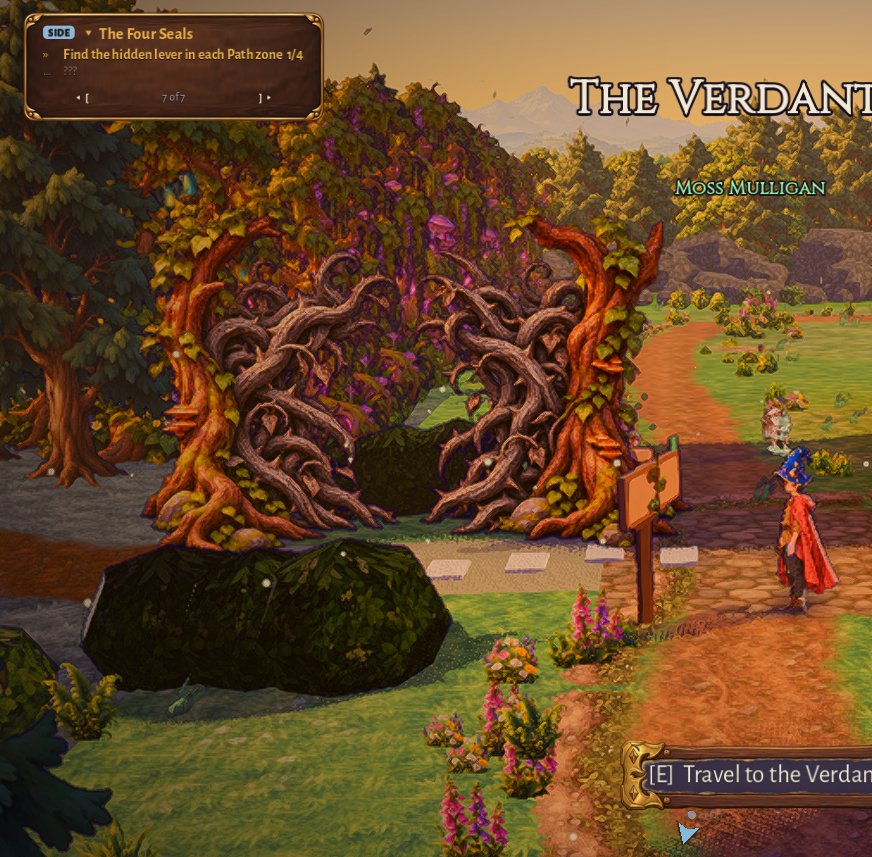 SIDE ▾ The Four Seals
» Find the hidden lever in each Path zone 1/4
... ???
◂ [ 7 of 7 ] ▸
THE VERDANT
MOSS MULLIGAN
[E] Travel to the Verdan